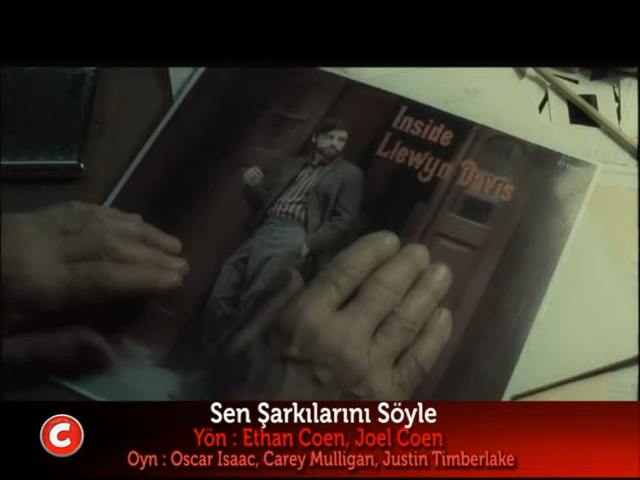 Inside
Llewyn Davis
Sen Şarkılarını Söyle
Yön : Ethan Coen, Joel Coen
Oyn : Oscar Isaac, Carey Mulligan, Justin Timberlake
C